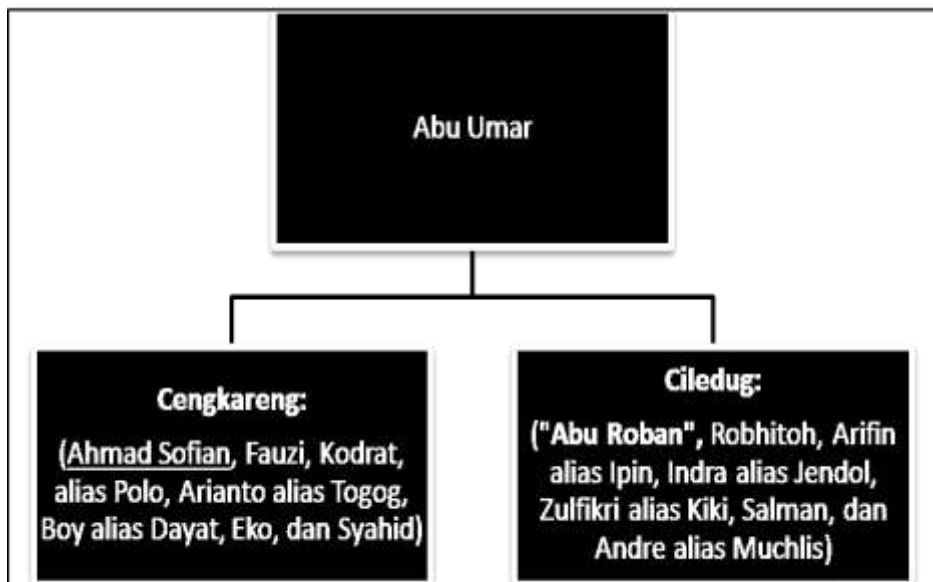 Abu Umar
Cengkareng:
(Ahmad Sofian, Fauzi, Kodrat,
alias Polo, Arianto alias Togog,
Boy alias Dayat, Eko, dan Syahid)
Ciledug:
("Abu Roban", Robhitoh, Arifin
alias Ipin, Indra alias Jendol,
Zulfikri alias Kiki, Salman, dan
Andre alias Muchlis)